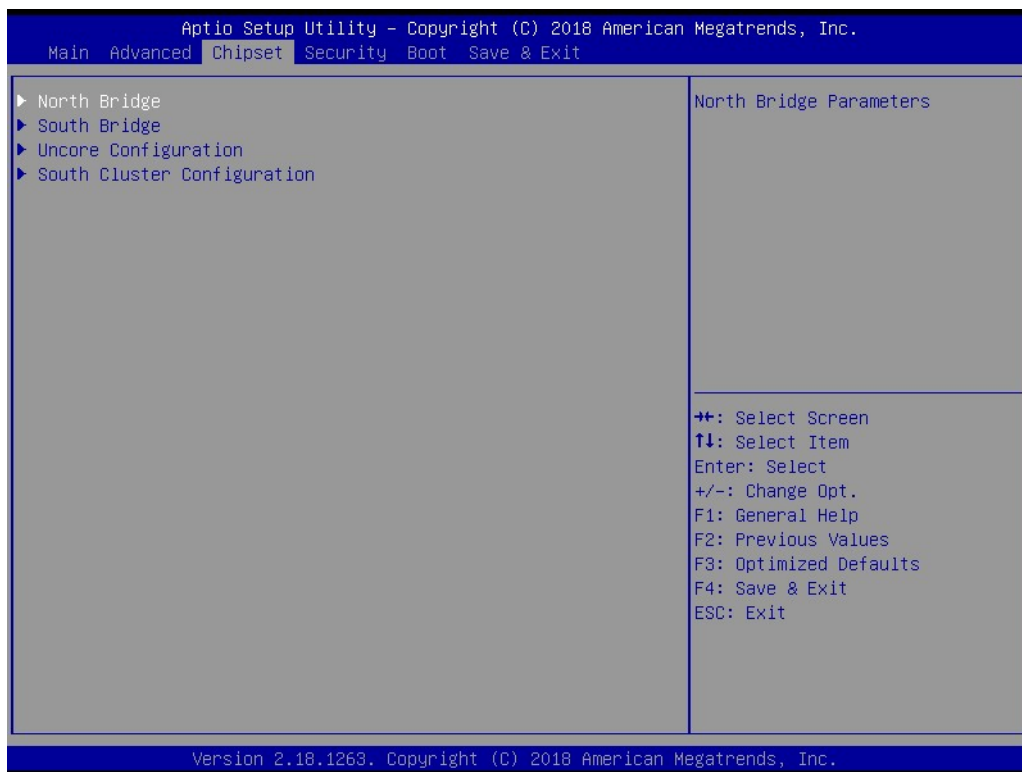 Aptio Setup Utility – Copyright (C) 2018 American Megatrends, Inc.
Main Advanced Chipset Security Boot Save & Exit
▶ North Bridge
▶ South Bridge
▶ Uncore Configuration
▶ South Cluster Configuration
North Bridge Parameters
→←: Select Screen
↑↓: Select Item
Enter: Select
+/-: Change Opt.
F1: General Help
F2: Previous Values
F3: Optimized Defaults
F4: Save & Exit
ESC: Exit
Version 2.18.1263. Copyright (C) 2018 American Megatrends, Inc.